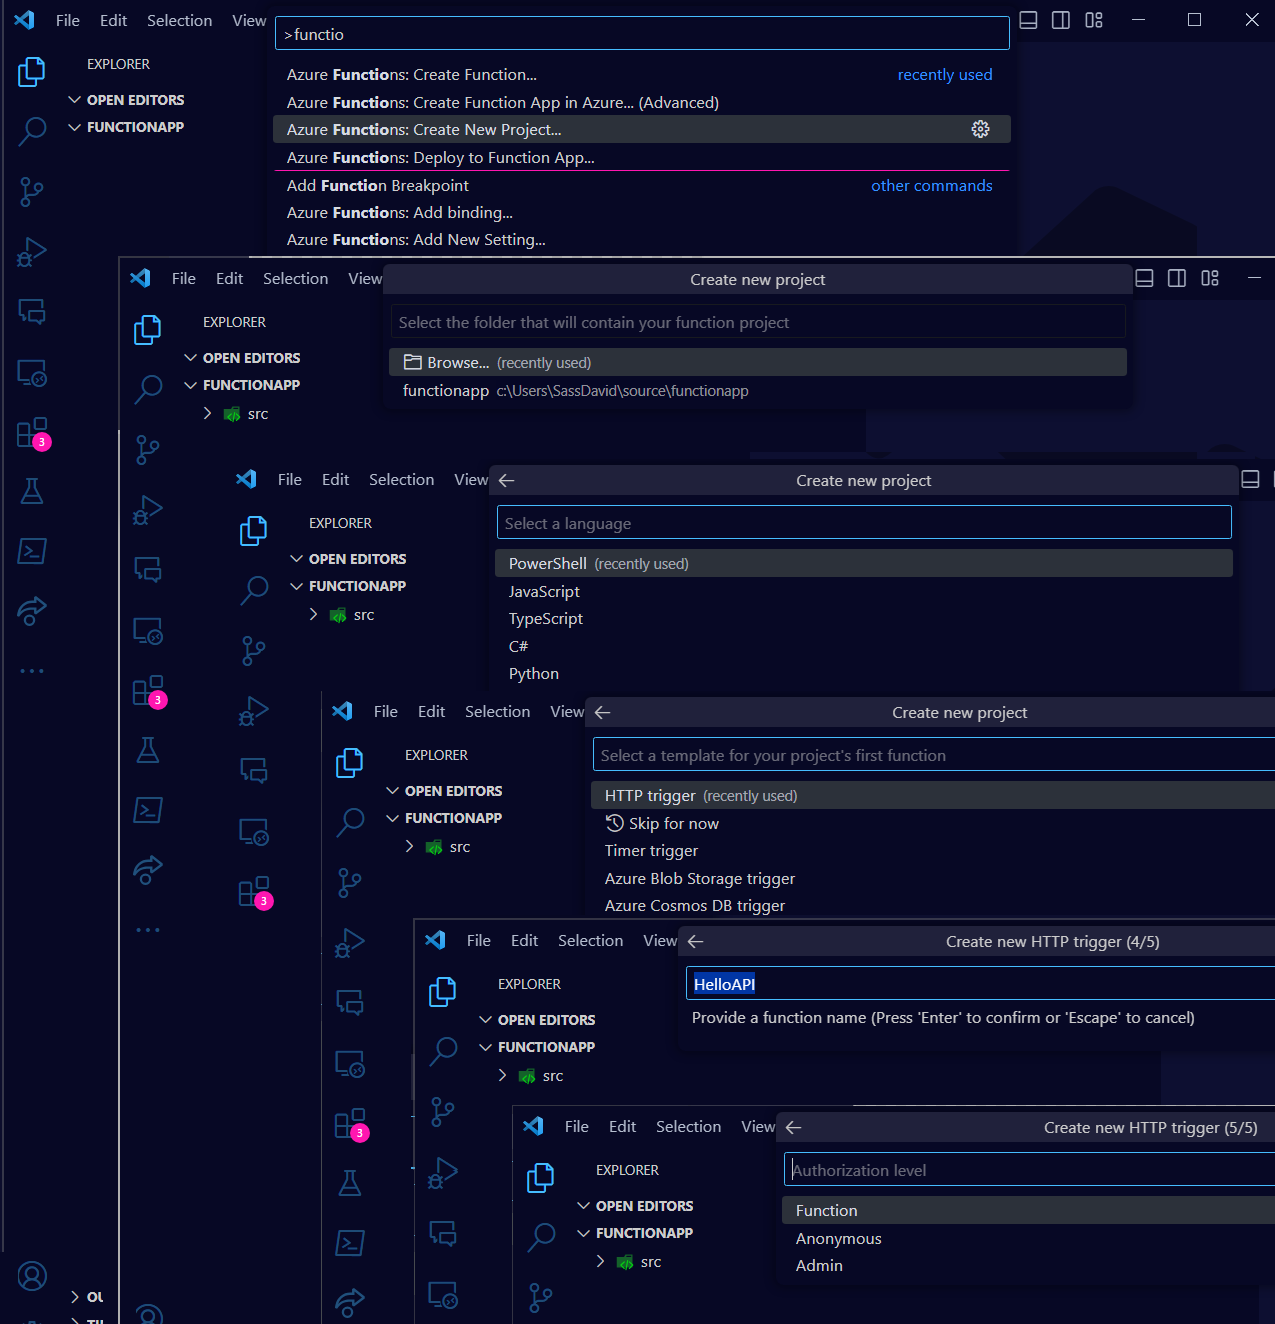 File Edit Selection View
>functio
EXPLORER
OPEN EDITORS
FUNCTIONAPP
Azure Functions: Create Function... recently used
Azure Functions: Create Function App in Azure... (Advanced)
Azure Functions: Create New Project...
Azure Functions: Deploy to Function App...
Add Function Breakpoint other commands
Azure Functions: Add binding...
Azure Functions: Add New Setting...
3
File Edit Selection View
Create new project
EXPLORER
OPEN EDITORS
FUNCTIONAPP
src
Select the folder that will contain your function project
Browse... (recently used)
functionapp c:\Users\SassDavid\source\functionapp
3
File Edit Selection View
Create new project
EXPLORER
OPEN EDITORS
FUNCTIONAPP
src
Select a language
PowerShell (recently used)
JavaScript
TypeScript
C#
Python
3
File Edit Selection View
Create new project
EXPLORER
OPEN EDITORS
FUNCTIONAPP
src
Select a template for your project's first function
HTTP trigger (recently used)
Skip for now
Timer trigger
Azure Blob Storage trigger
Azure Cosmos DB trigger
3
File Edit Selection View
Create new HTTP trigger (4/5)
EXPLORER
OPEN EDITORS
FUNCTIONAPP
src
HelloAPI
Provide a function name (Press 'Enter' to confirm or 'Escape' to cancel)
File Edit Selection View
Create new HTTP trigger (5/5)
EXPLORER
OPEN EDITORS
FUNCTIONAPP
src
Authorization level
Function
Anonymous
Admin